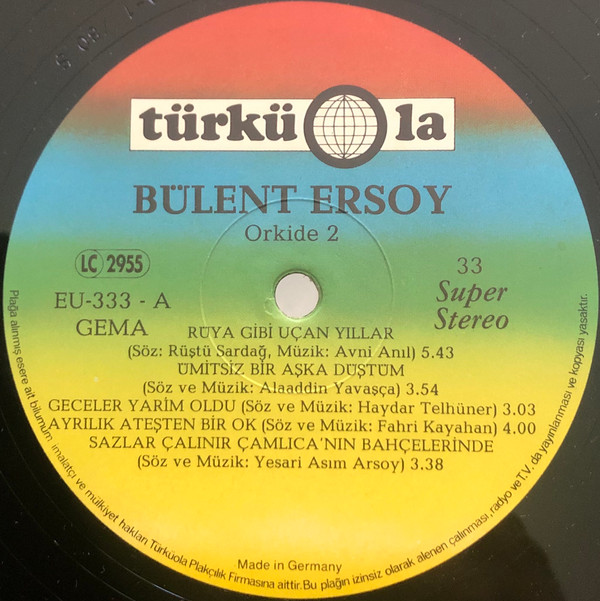 türküola
BÜLENT ERSOY
Orkide 2
LC 2955
33
EU-333 - A
Super
GEMA
Stereo
RÜYA GİBİ UÇAN YILLAR
(Söz: Rüştü Sardağ, Müzik: Avni Anıl) 5.43
ÜMİTSİZ BİR AŞKA DÜŞTÜM
(Söz ve Müzik: Alaaddin Yavaşça) 3.54
GECELER YARİM OLDU (Söz ve Müzik: Haydar Telhüner) 3.03
AYRILIK ATEŞTEN BİR OK (Söz ve Müzik: Fahri Kayahan) 4.00
SAZLAR ÇALINIR ÇAMLICA'NIN BAHÇELERİNDE
(Söz ve Müzik: Yesari Asım Arsoy) 3.38
Made in Germany
Plağa alınmış esere ait bilumum imalatçı ve mülkiyet hakları Türküola Plakçılık Firmasına aittir. Bu plağın izinsiz olarak alenen çalınması, radyo ve T.V. da yayınlanması ve kopyası yasaktır.